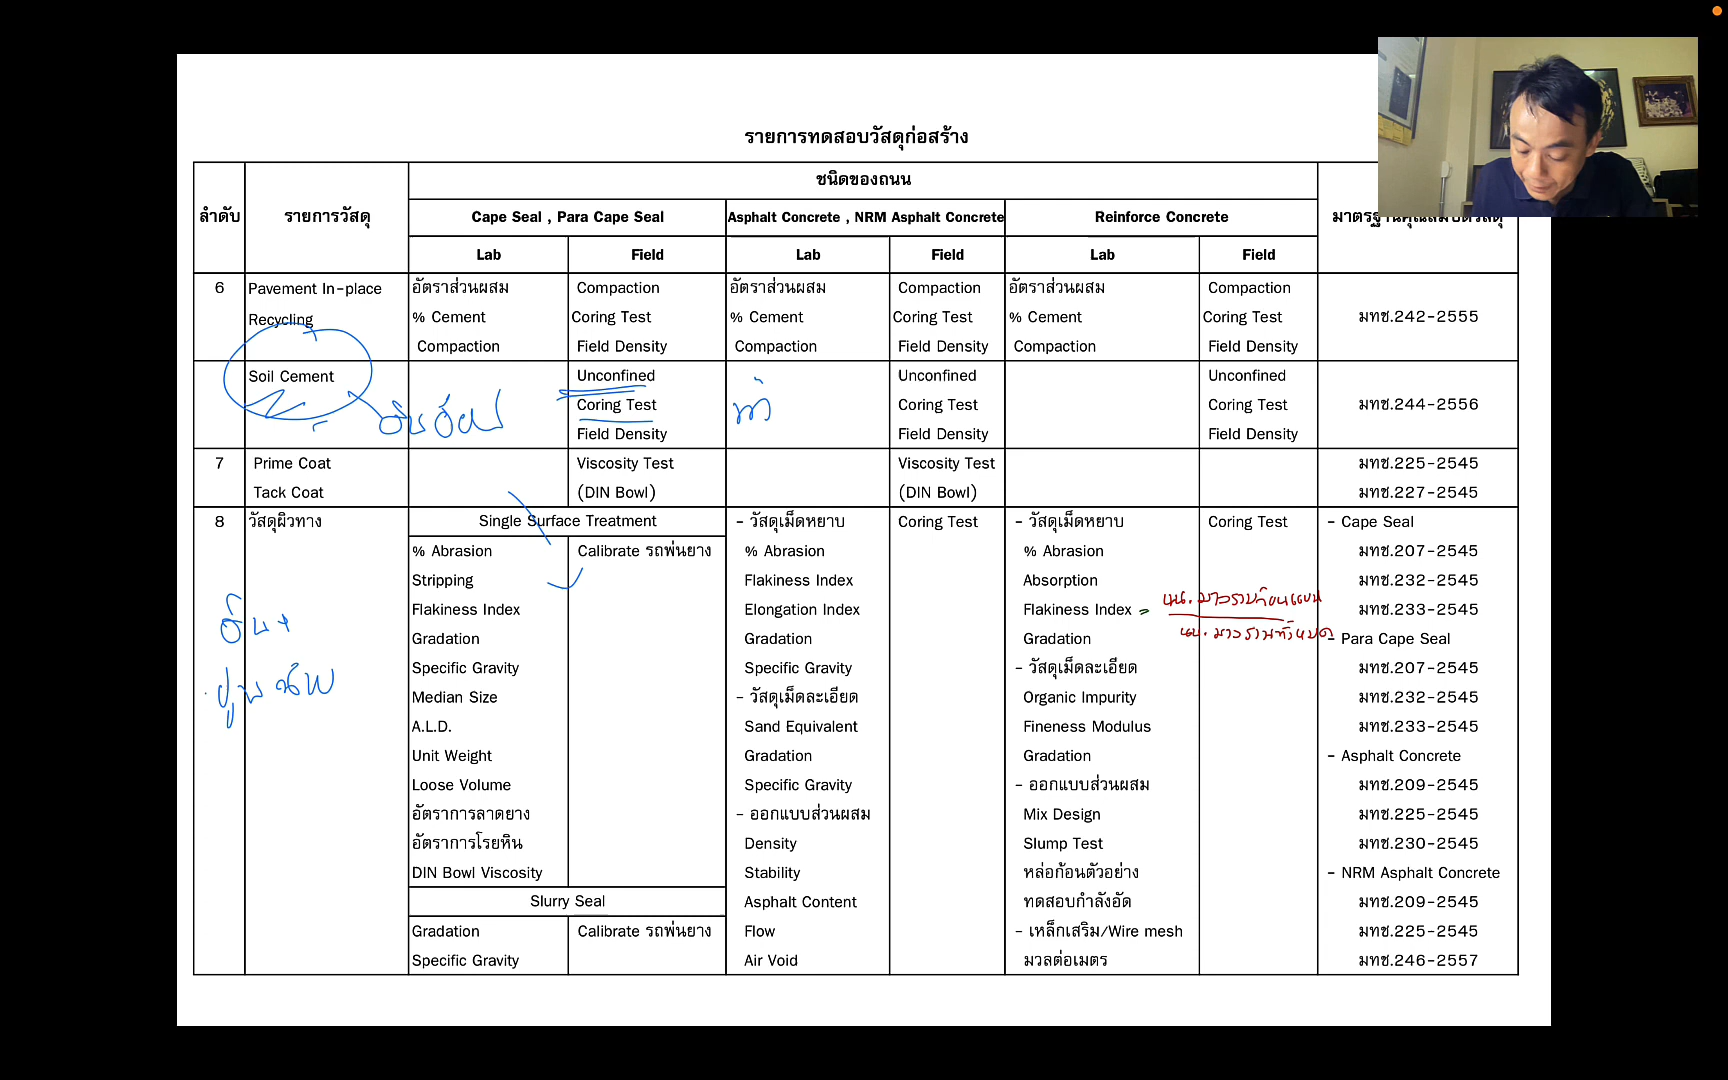 รายการทดสอบวัสดุก่อสร้าง
ลำดับ รายการวัสดุ ชนิดของถนน มาตรฐานคุณสมบัติวัสดุ
Cape Seal , Para Cape Seal Asphalt Concrete , NRM Asphalt Concrete Reinforce Concrete
Lab Field Lab Field Lab Field
6 Pavement In-place อัตราส่วนผสม Compaction อัตราส่วนผสม Compaction อัตราส่วนผสม Compaction
Recycling % Cement Coring Test % Cement Coring Test % Cement Coring Test มทช.242-2555
Compaction Field Density Compaction Field Density Compaction Field Density
Soil Cement Unconfined Unconfined Unconfined
Coring Test Coring Test Coring Test มทช.244-2556
Field Density Field Density Field Density
7 Prime Coat Viscosity Test Viscosity Test มทช.225-2545
Tack Coat (DIN Bowl) (DIN Bowl) มทช.227-2545
8 วัสดุผิวทาง Single Surface Treatment - วัสดุเม็ดหยาบ Coring Test - วัสดุเม็ดหยาบ Coring Test - Cape Seal
% Abrasion Calibrate รถพ่นยาง % Abrasion % Abrasion มทช.207-2545
Stripping Flakiness Index Absorption มทช.232-2545
Flakiness Index Elongation Index Flakiness Index = มทช.233-2545
Gradation Gradation Gradation - Para Cape Seal
Specific Gravity Specific Gravity - วัสดุเม็ดละเอียด มทช.207-2545
Median Size - วัสดุเม็ดละเอียด Organic Impurity มทช.232-2545
A.L.D. Sand Equivalent Fineness Modulus มทช.233-2545
Unit Weight Gradation Gradation - Asphalt Concrete
Loose Volume Specific Gravity - ออกแบบส่วนผสม มทช.209-2545
อัตราการลาดยาง - ออกแบบส่วนผสม Mix Design มทช.225-2545
อัตราการโรยหิน Density Slump Test มทช.230-2545
DIN Bowl Viscosity Stability หล่อก้อนตัวอย่าง - NRM Asphalt Concrete
Slurry Seal Asphalt Content ทดสอบกำลังอัด มทช.209-2545
Gradation Calibrate รถพ่นยาง Flow - เหล็กเสริม/Wire mesh มทช.225-2545
Specific Gravity Air Void มวลต่อเมตร มทช.246-2557